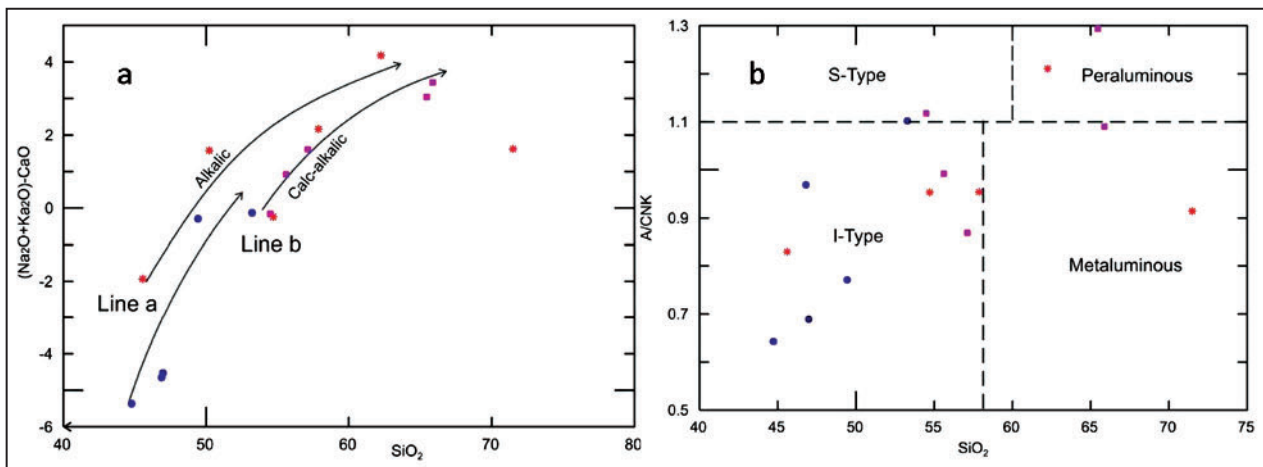 a
4
2
0
-2
-4
-6
(Na₂O+Ka₂O)-CaO
Alkalic
Calc-alkalic
Line b
Line a
40 50 60 70 80
SiO₂
b
1.3
1.1
0.9
0.7
0.5
A/CNK
S-Type
Peraluminous
I-Type
Metaluminous
40 45 50 55 60 65 70 75
SiO₂